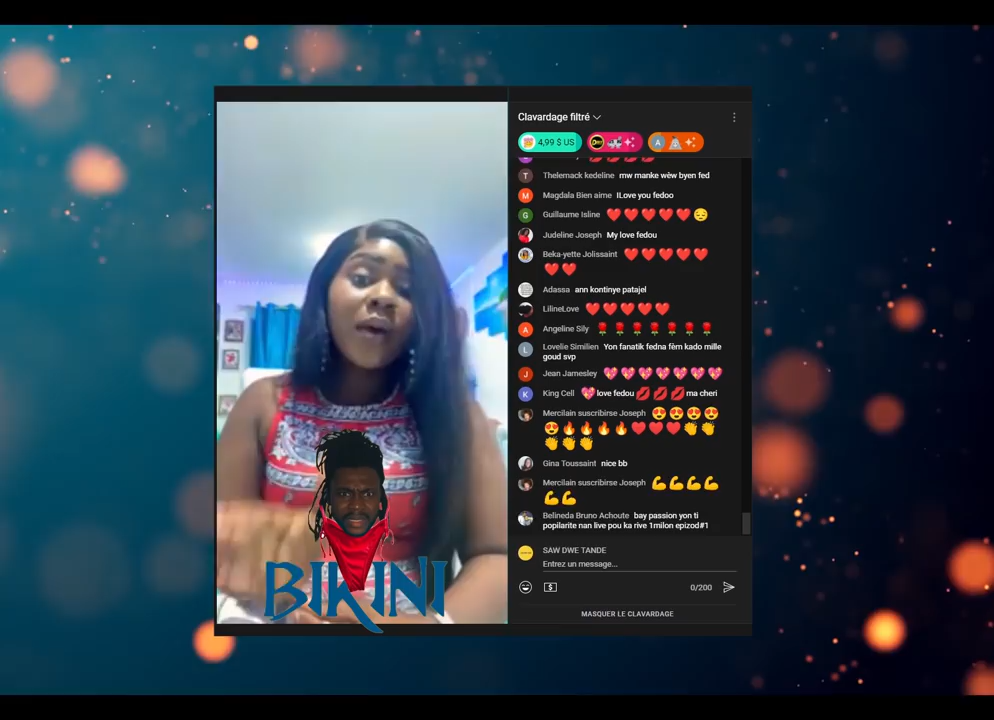 Clavardage filtré
4,99 $ US
Thelemack kedeline mw manke wèw byen fed
Magdala Bien aime ILove you fedoo
Guillaume Isline ❤️❤️❤️❤️❤️😔
Judeline Joseph My love fedou
Beka-yette Jolissaint ❤️❤️❤️❤️❤️❤️
❤️❤️
Adassa ann kontinye patajel
LilineLove ❤️❤️❤️❤️❤️
Angeline Sily 🌹🌹🌹🌹🌹🌹🌹
Lovelie Similien Yon fanatik fedna fèm kado mille
goud svp
Jean Jamesley 💖💖💖💖💖💖💖
King Cell 💖love fedou💋💋💋ma cheri
Mercilain suscribirse Joseph 😍😍😍😍
😍🔥🔥🔥🔥❤️❤️❤️👏👏
👏👏👏
Gina Toussaint nice bb
Mercilain suscribirse Joseph 💪💪💪💪
💪💪
Belineda Bruno Achoute bay passion yon ti
popilarite nan live pou ka rive 1milon epizod#1
SAW DWE TANDE
Entrez un message...
0/200
MASQUER LE CLAVARDAGE
BIKINI